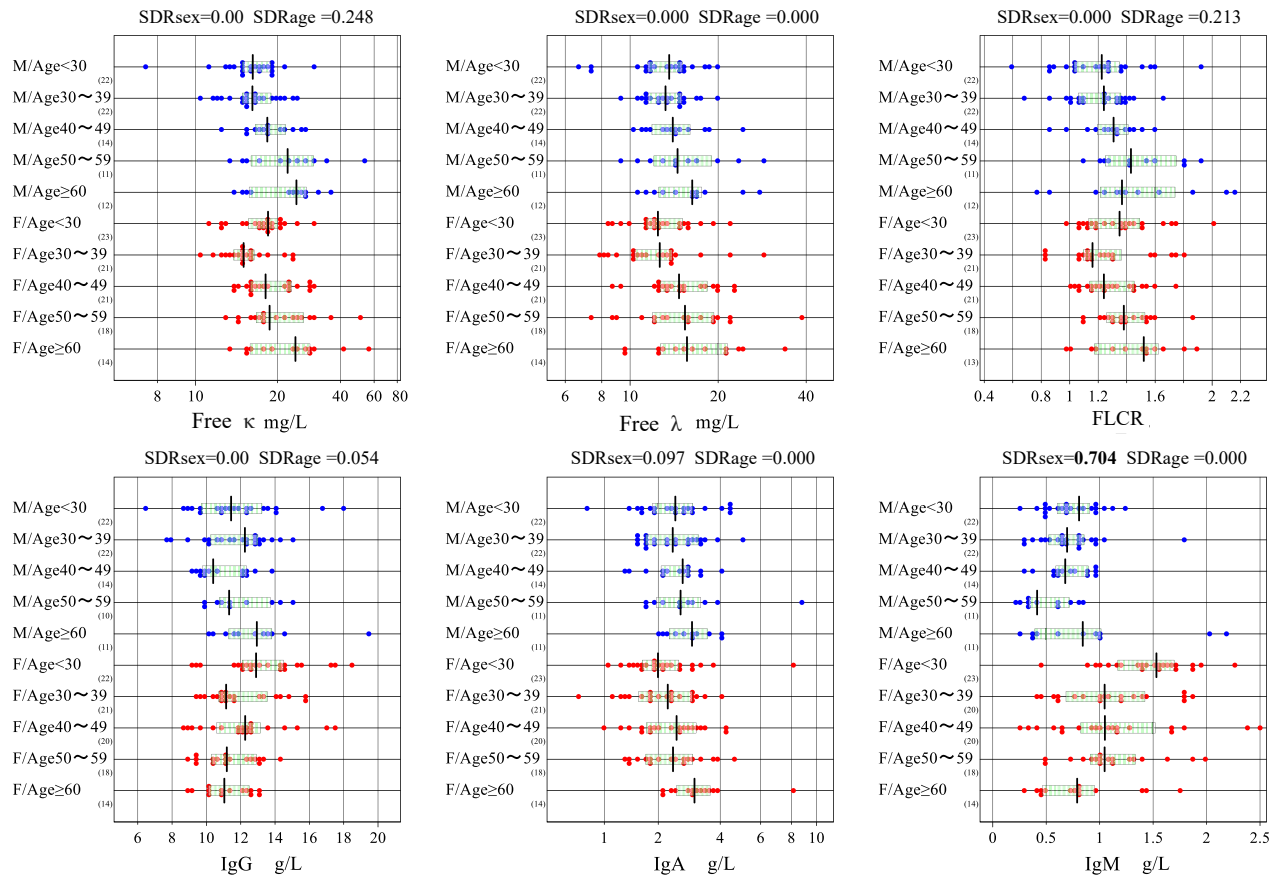 SDRsex=0.00 SDRage =0.248
M/Age<30
(22)
M/Age30～39
(22)
M/Age40～49
(14)
M/Age50～59
(11)
M/Age≥60
(12)
F/Age<30
(23)
F/Age30～39
(21)
F/Age40～49
(21)
F/Age50～59
(18)
F/Age≥60
(14)
8 10 20 40 60 80
Free κ mg/L
SDRsex=0.000 SDRage =0.000
M/Age<30
(22)
M/Age30～39
(22)
M/Age40～49
(14)
M/Age50～59
(11)
M/Age≥60
(12)
F/Age<30
(23)
F/Age30～39
(21)
F/Age40～49
(21)
F/Age50～59
(18)
F/Age≥60
(14)
6 8 10 20 40
Free λ mg/L
SDRsex=0.000 SDRage =0.213
M/Age<30
(22)
M/Age30～39
(22)
M/Age40～49
(14)
M/Age50～59
(11)
M/Age≥60
(12)
F/Age<30
(23)
F/Age30～39
(21)
F/Age40～49
(21)
F/Age50～59
(18)
F/Age≥60
(13)
0.4 0.8 1 1.2 1.6 2 2.2
FLCR
SDRsex=0.00 SDRage =0.054
M/Age<30
(22)
M/Age30～39
(22)
M/Age40～49
(14)
M/Age50～59
(10)
M/Age≥60
(11)
F/Age<30
(22)
F/Age30～39
(21)
F/Age40～49
(20)
F/Age50～59
(18)
F/Age≥60
(14)
6 8 10 12 14 16 18 20
IgG g/L
SDRsex=0.097 SDRage =0.000
M/Age<30
(22)
M/Age30～39
(22)
M/Age40～49
(14)
M/Age50～59
(11)
M/Age≥60
(11)
F/Age<30
(23)
F/Age30～39
(21)
F/Age40～49
(20)
F/Age50～59
(18)
F/Age≥60
(14)
1 2 4 6 8 10
IgA g/L
SDRsex=0.704 SDRage =0.000
M/Age<30
(22)
M/Age30～39
(22)
M/Age40～49
(14)
M/Age50～59
(11)
M/Age≥60
(11)
F/Age<30
(23)
F/Age30～39
(20)
F/Age40～49
(20)
F/Age50～59
(18)
F/Age≥60
(14)
0 0.5 1 1.5 2 2.5
IgM g/L